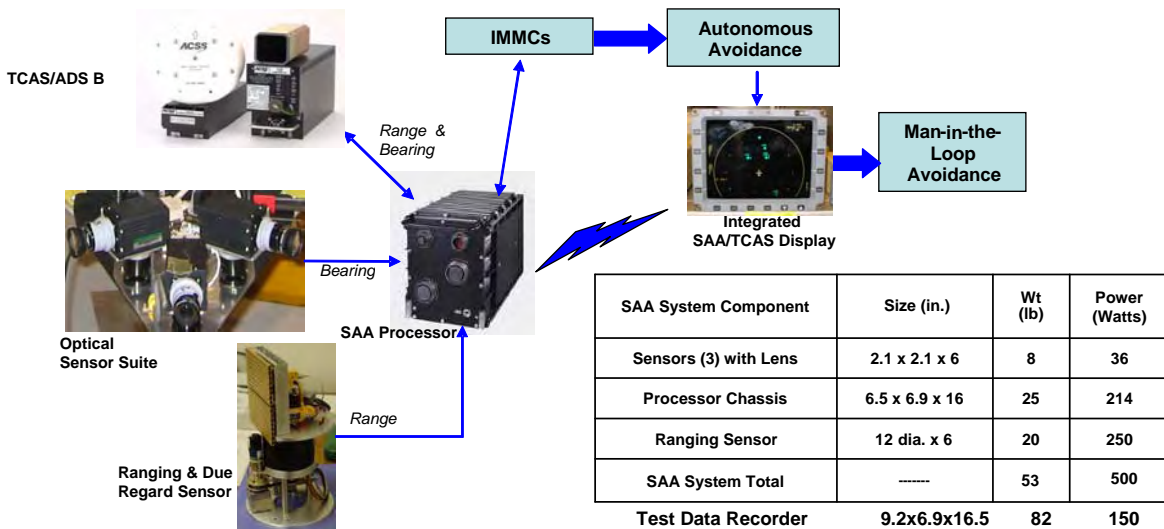 TCAS/ADS B
ACSS
IMMCs
Autonomous
Avoidance
Range &
Bearing
Man-in-the-
Loop
Avoidance
Integrated
SAA/TCAS Display
Bearing
SAA Processor
Optical
Sensor Suite
Range
Ranging & Due
Regard Sensor
SAA System Component Size (in.) Wt (lb) Power (Watts)
Sensors (3) with Lens 2.1 x 2.1 x 6 8 36
Processor Chassis 6.5 x 6.9 x 16 25 214
Ranging Sensor 12 dia. x 6 20 250
SAA System Total ------- 53 500
Test Data Recorder 9.2x6.9x16.5 82 150